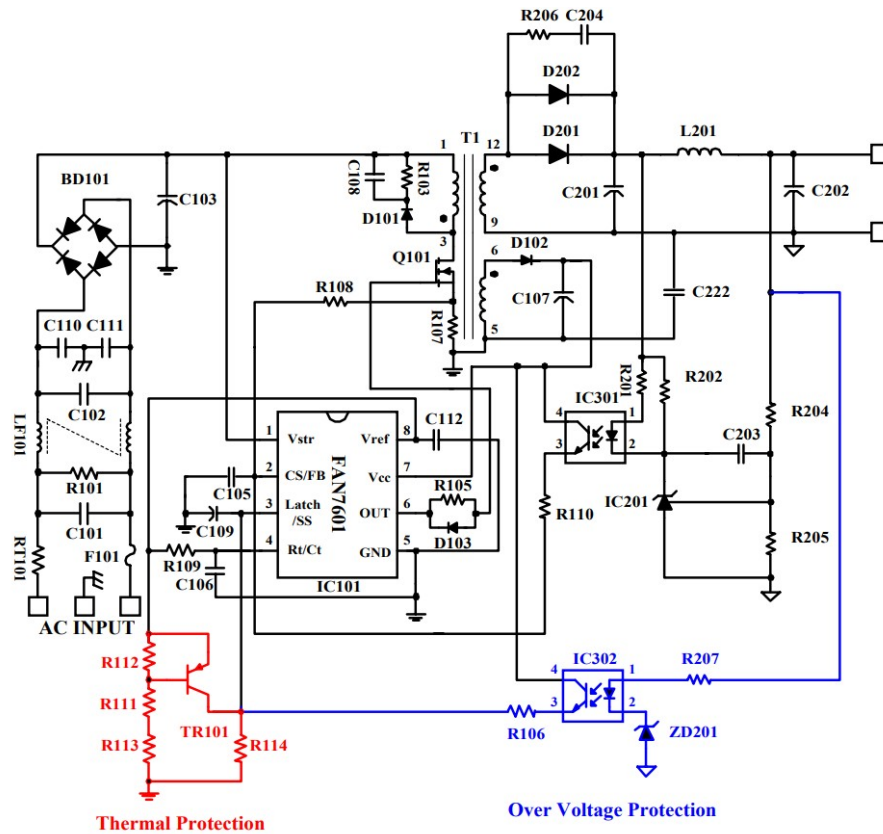 R206 C204
D202
T1
1
12
D201
L201
BD101
C103
C108
R103
D101
C201
C202
3
9
Q101
6
D102
R108
C107
C222
R107
5
C110 C111
C102
LF101
R101
C101
RT101
F101
AC INPUT
IC301
4
1
3
2
R201
R202
R204
C203
IC201
R205
R110
1 Vstr
Vref 8
C112
2 CS/FB
Vcc 7
3 Latch
/SS
OUT 6
4 Rt/Ct
GND 5
FAN7601
IC101
C105
C109
R109
C106
R105
D103
R112
R111
R113
TR101
R114
R106
IC302
4
1
3
2
R207
ZD201
Thermal Protection
Over Voltage Protection